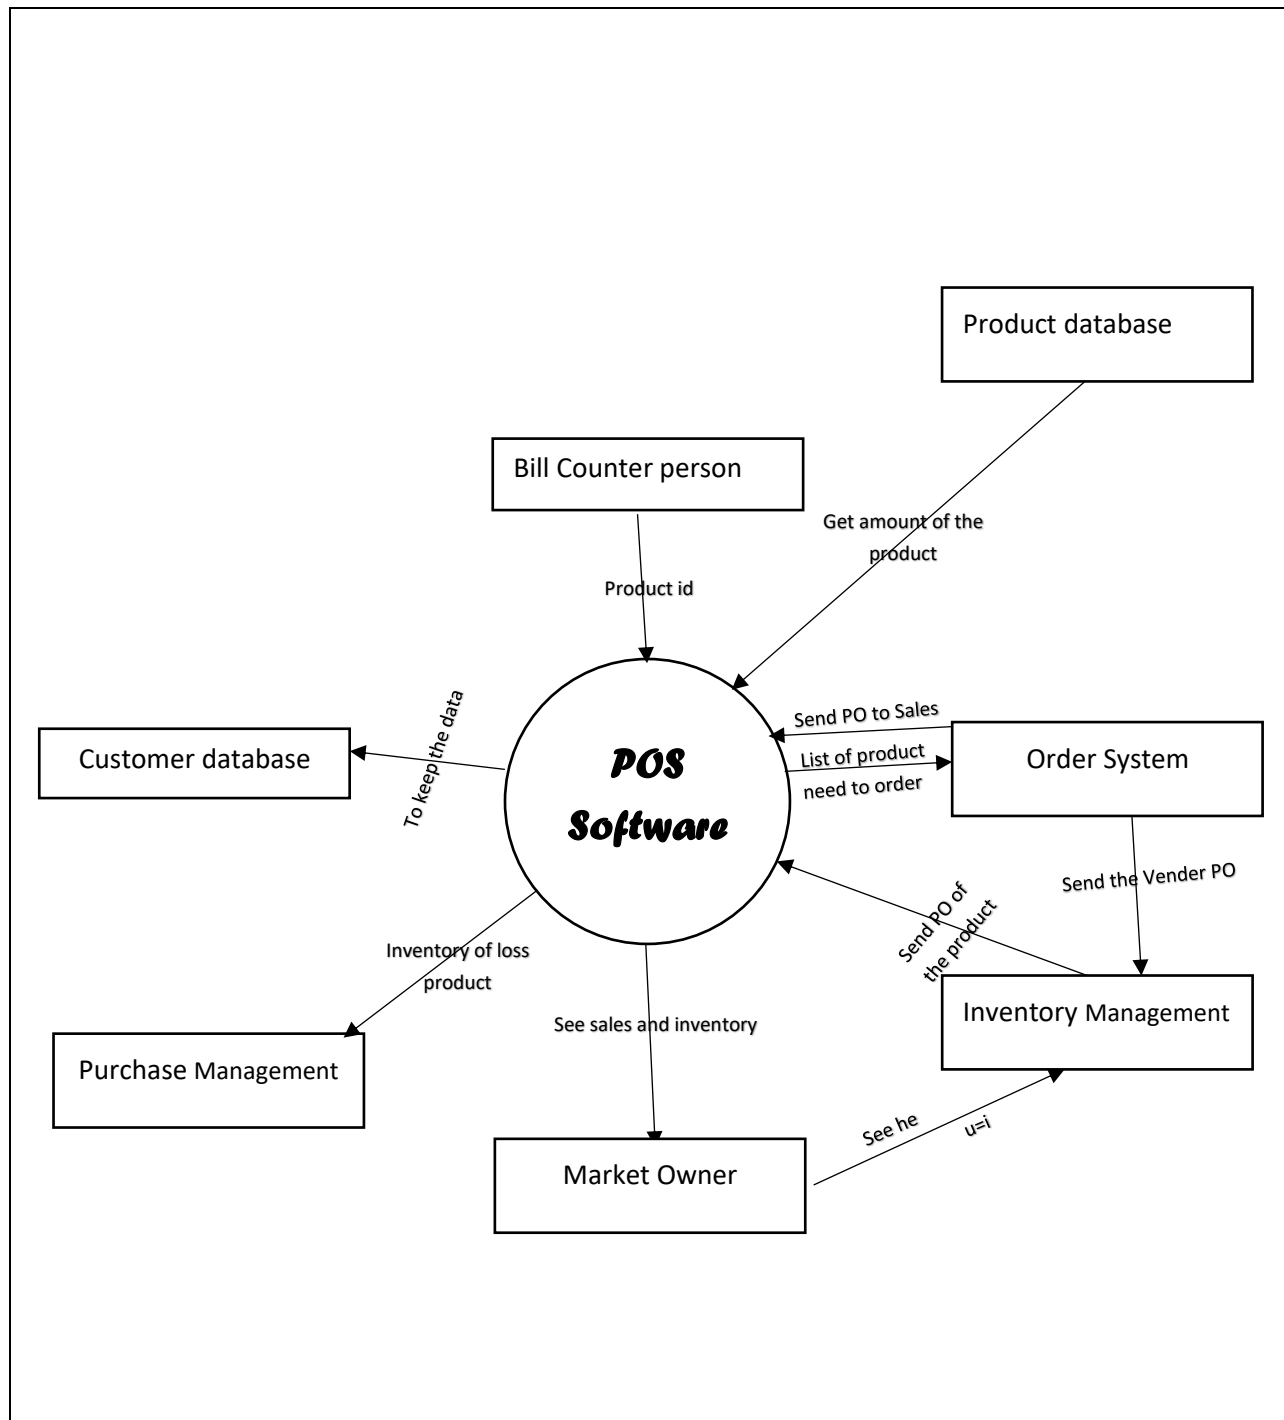 Product database
Bill Counter person
Get amount of the
product
Product id
Send PO to Sales
List of product
need to order
Order System
To keep the data
Customer database
POS
Software
Send the Vender PO
Send PO of
the product
Inventory of loss
product
Inventory Management
See sales and inventory
Purchase Management
See he u=i
Market Owner